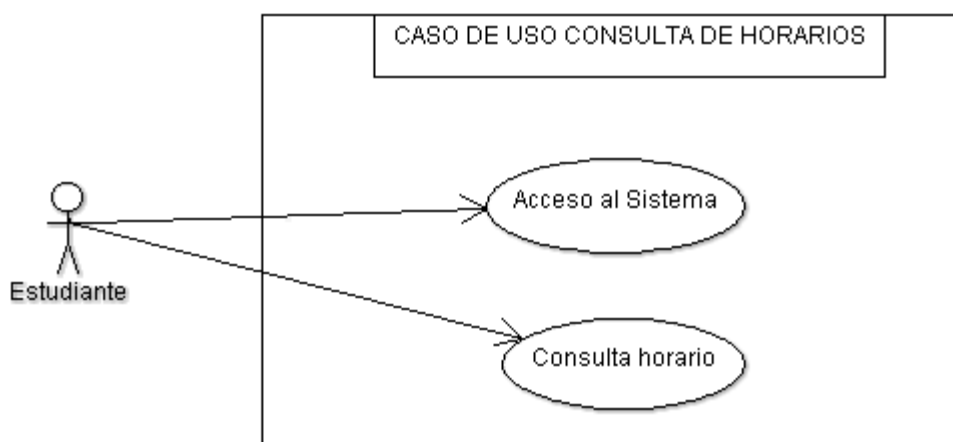 CASO DE USO CONSULTA DE HORARIOS
Acceso al Sistema
Estudiante
Consulta horario